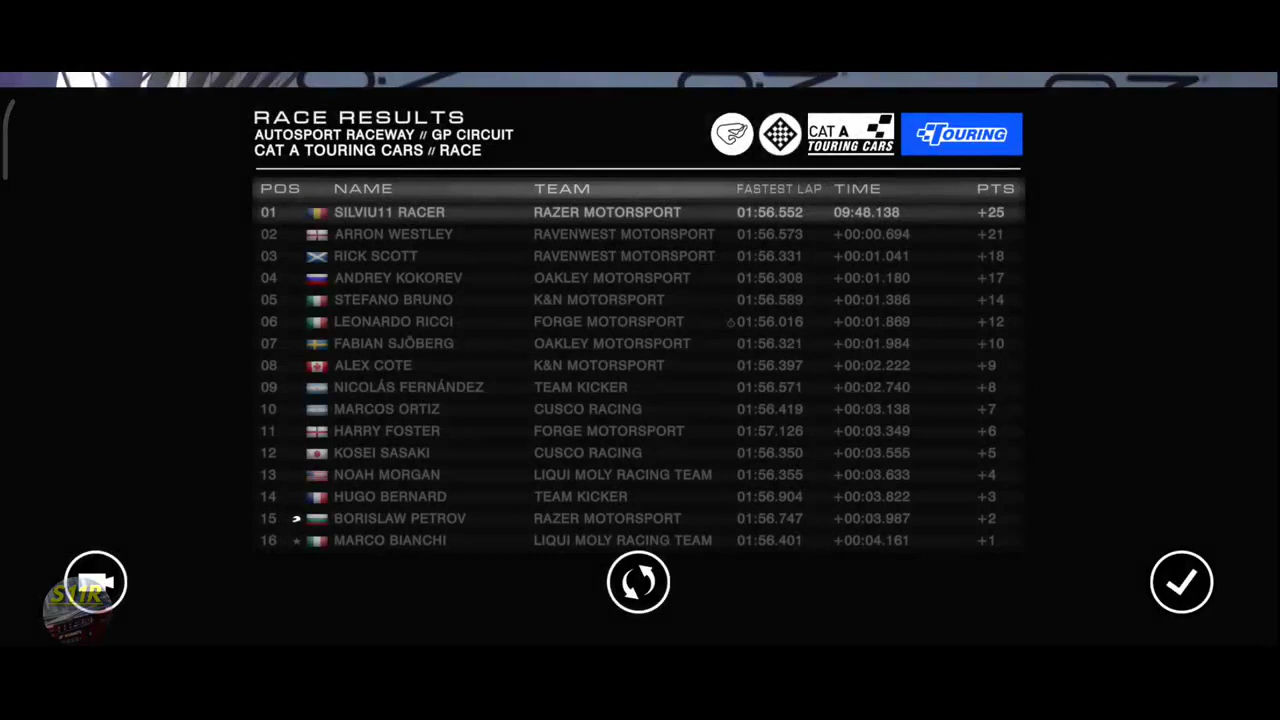 RACE RESULTS
AUTOSPORT RACEWAY // GP CIRCUIT
CAT A TOURING CARS // RACE
CAT A
TOURING CARS
TOURING
POS NAME TEAM FASTEST LAP TIME PTS
01 SILVIU11 RACER RAZER MOTORSPORT 01:56.552 09:48.138 +25
02 ARRON WESTLEY RAVENWEST MOTORSPORT 01:56.573 +00:00.694 +21
03 RICK SCOTT RAVENWEST MOTORSPORT 01:56.331 +00:01.041 +18
04 ANDREY KOKOREV OAKLEY MOTORSPORT 01:56.308 +00:01.180 +17
05 STEFANO BRUNO K&N MOTORSPORT 01:56.589 +00:01.386 +14
06 LEONARDO RICCI FORGE MOTORSPORT 01:56.016 +00:01.869 +12
07 FABIAN SJÖBERG OAKLEY MOTORSPORT 01:56.321 +00:01.984 +10
08 ALEX COTE K&N MOTORSPORT 01:56.397 +00:02.222 +9
09 NICOLÁS FERNÁNDEZ TEAM KICKER 01:56.571 +00:02.740 +8
10 MARCOS ORTIZ CUSCO RACING 01:56.419 +00:03.138 +7
11 HARRY FOSTER FORGE MOTORSPORT 01:57.126 +00:03.349 +6
12 KOSEI SASAKI CUSCO RACING 01:56.350 +00:03.555 +5
13 NOAH MORGAN LIQUI MOLY RACING TEAM 01:56.355 +00:03.633 +4
14 HUGO BERNARD TEAM KICKER 01:56.904 +00:03.822 +3
15 BORISLAW PETROV RAZER MOTORSPORT 01:56.747 +00:03.987 +2
16 MARCO BIANCHI LIQUI MOLY RACING TEAM 01:56.401 +00:04.161 +1
S11R